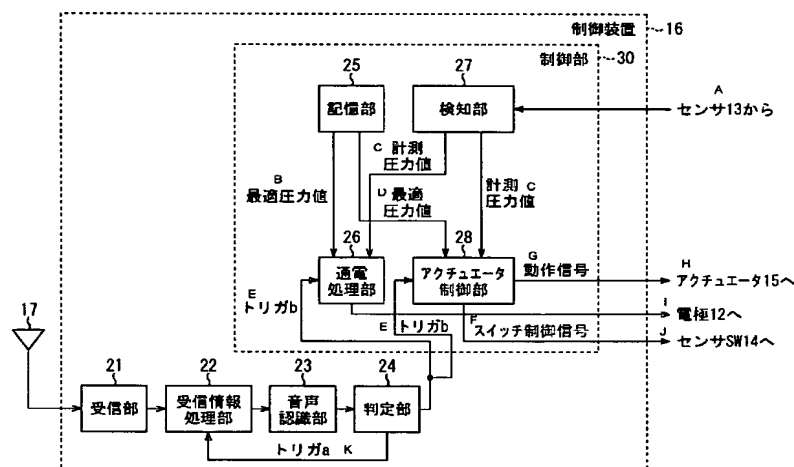 制御装置 16
制御部 30
25
27
記憶部
検知部
A
センサ13から
C 計測
圧力値
B
最適圧力値
D 最適
圧力値
計測 C
圧力値
26
28
通電
処理部
アクチュエータ
制御部
G
動作信号
H
アクチュエータ15へ
E
トリガb
E トリガb
I
電極12へ
F
スイッチ制御信号
J
センサSW14へ
17
21
22
23
24
受信部
受信情報
処理部
音声
認識部
判定部
トリガa K